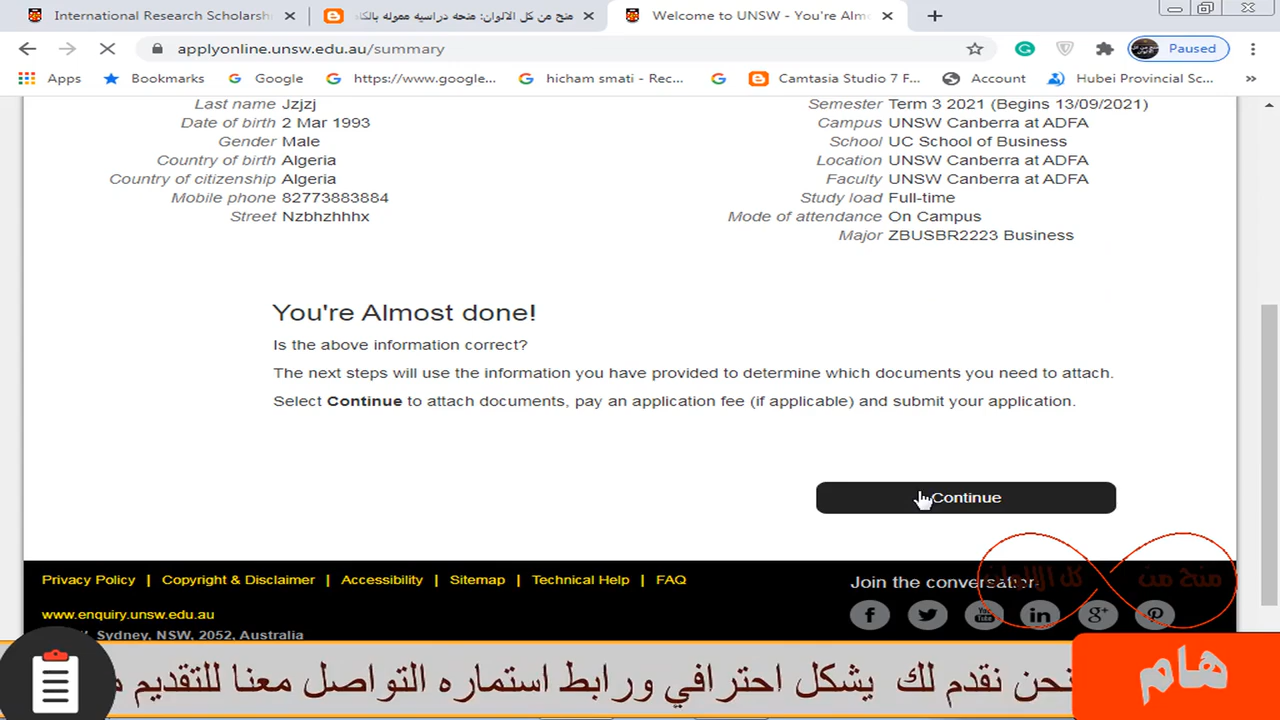 International Research Scholarsh
منح من كل الالوان: منحه دراسيه مموله بالكا
Welcome to UNSW - You're Alm
applyonline.unsw.edu.au/summary
Paused
Apps
Bookmarks
Google
https://www.google...
hicham smati - Rec...
Camtasia Studio 7 F...
Account
Hubei Provincial Sc...
»
Last name Jzjzj
Date of birth 2 Mar 1993
Gender Male
Country of birth Algeria
Country of citizenship Algeria
Mobile phone 82773883884
Street Nzbhzhhhx
Semester Term 3 2021 (Begins 13/09/2021)
Campus UNSW Canberra at ADFA
School UC School of Business
Location UNSW Canberra at ADFA
Faculty UNSW Canberra at ADFA
Study load Full-time
Mode of attendance On Campus
Major ZBUSBR2223 Business
You're Almost done!
Is the above information correct?
The next steps will use the information you have provided to determine which documents you need to attach.
Select Continue to attach documents, pay an application fee (if applicable) and submit your application.
Continue
Privacy Policy | Copyright & Disclaimer | Accessibility | Sitemap | Technical Help | FAQ
www.enquiry.unsw.edu.au
Sydney, NSW, 2052, Australia
Join the conversation
منح من كل الالوان
هام
نحن نقدم لك يشكل احترافي ورابط استماره التواصل معنا للتقديم م